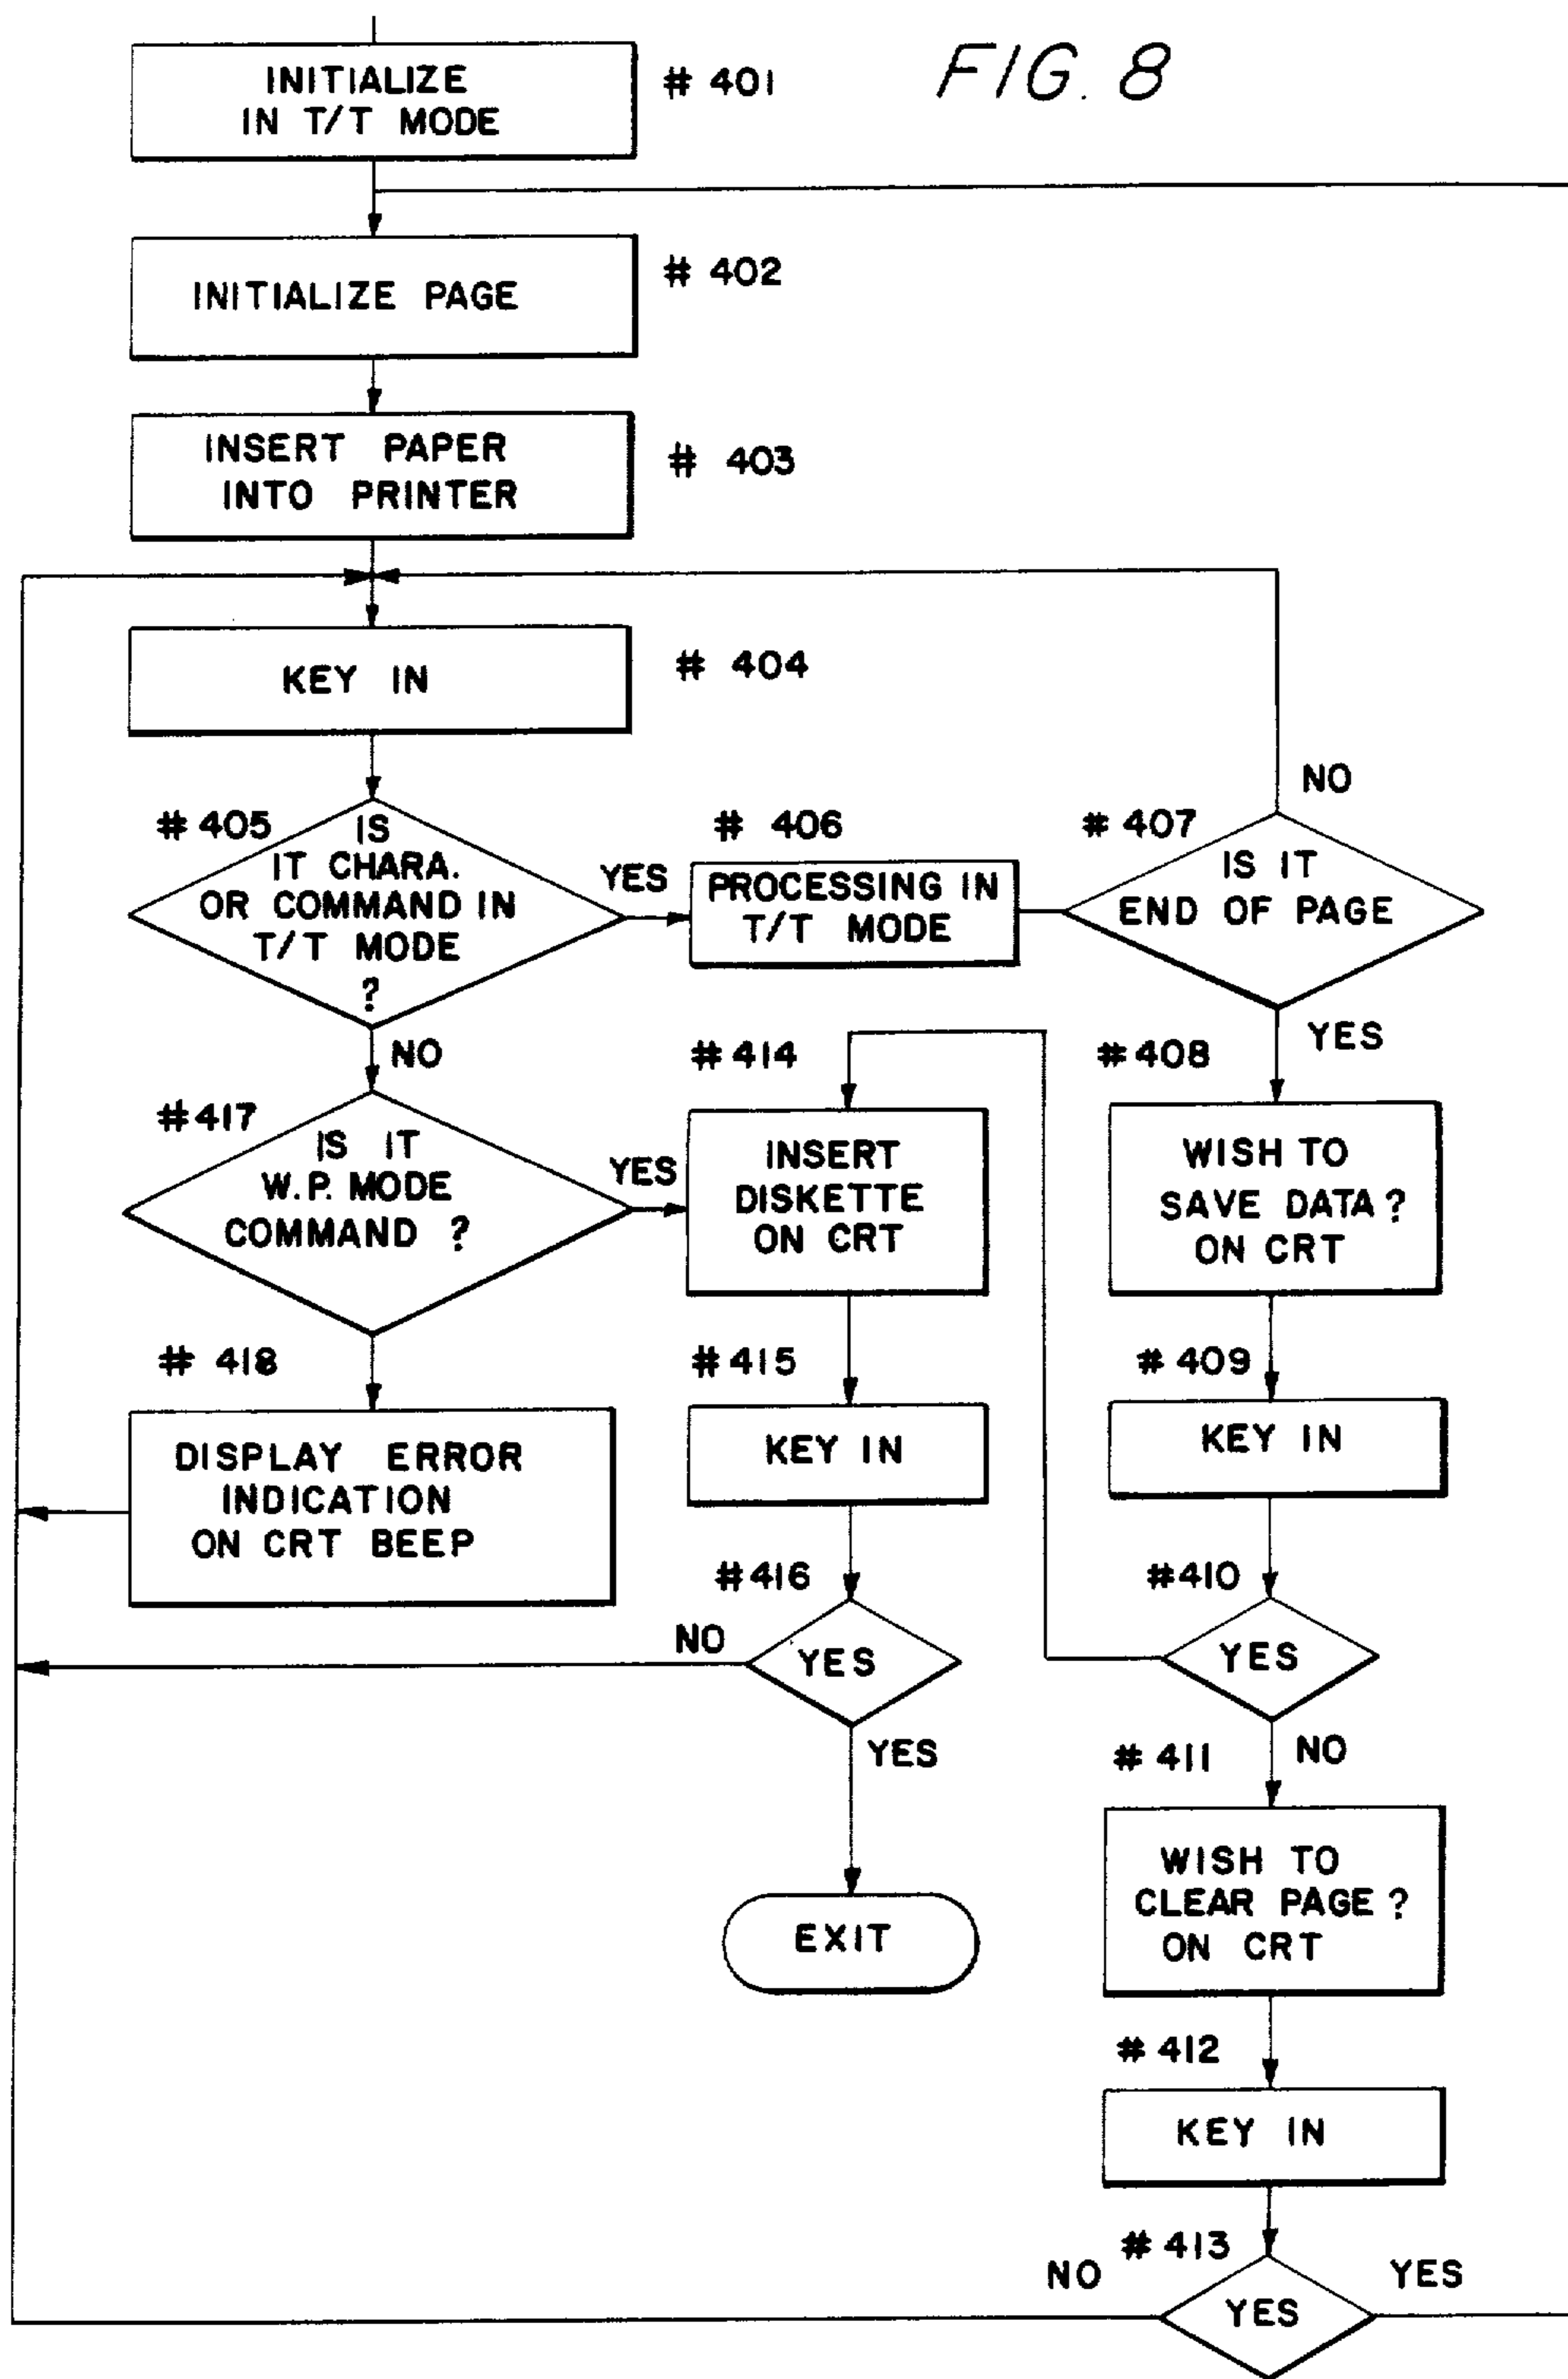 FIG. 8
INITIALIZE
IN T/T MODE
# 401
INITIALIZE PAGE
# 402
INSERT PAPER
INTO PRINTER
# 403
KEY IN
# 404
NO
# 405
IS
IT CHARA.
OR COMMAND IN
T/T MODE
?
YES
# 406
PROCESSING IN
T/T MODE
# 407
IS IT
END OF PAGE
NO
YES
#417
IS IT
W.P. MODE
COMMAND ?
YES
#414
INSERT
DISKETTE
ON CRT
#408
WISH TO
SAVE DATA ?
ON CRT
# 418
DISPLAY ERROR
INDICATION
ON CRT BEEP
#415
KEY IN
# 409
KEY IN
#416
NO
YES
YES
#410
YES
NO
EXIT
# 411
WISH TO
CLEAR PAGE ?
ON CRT
# 412
KEY IN
# 413
NO
YES
YES